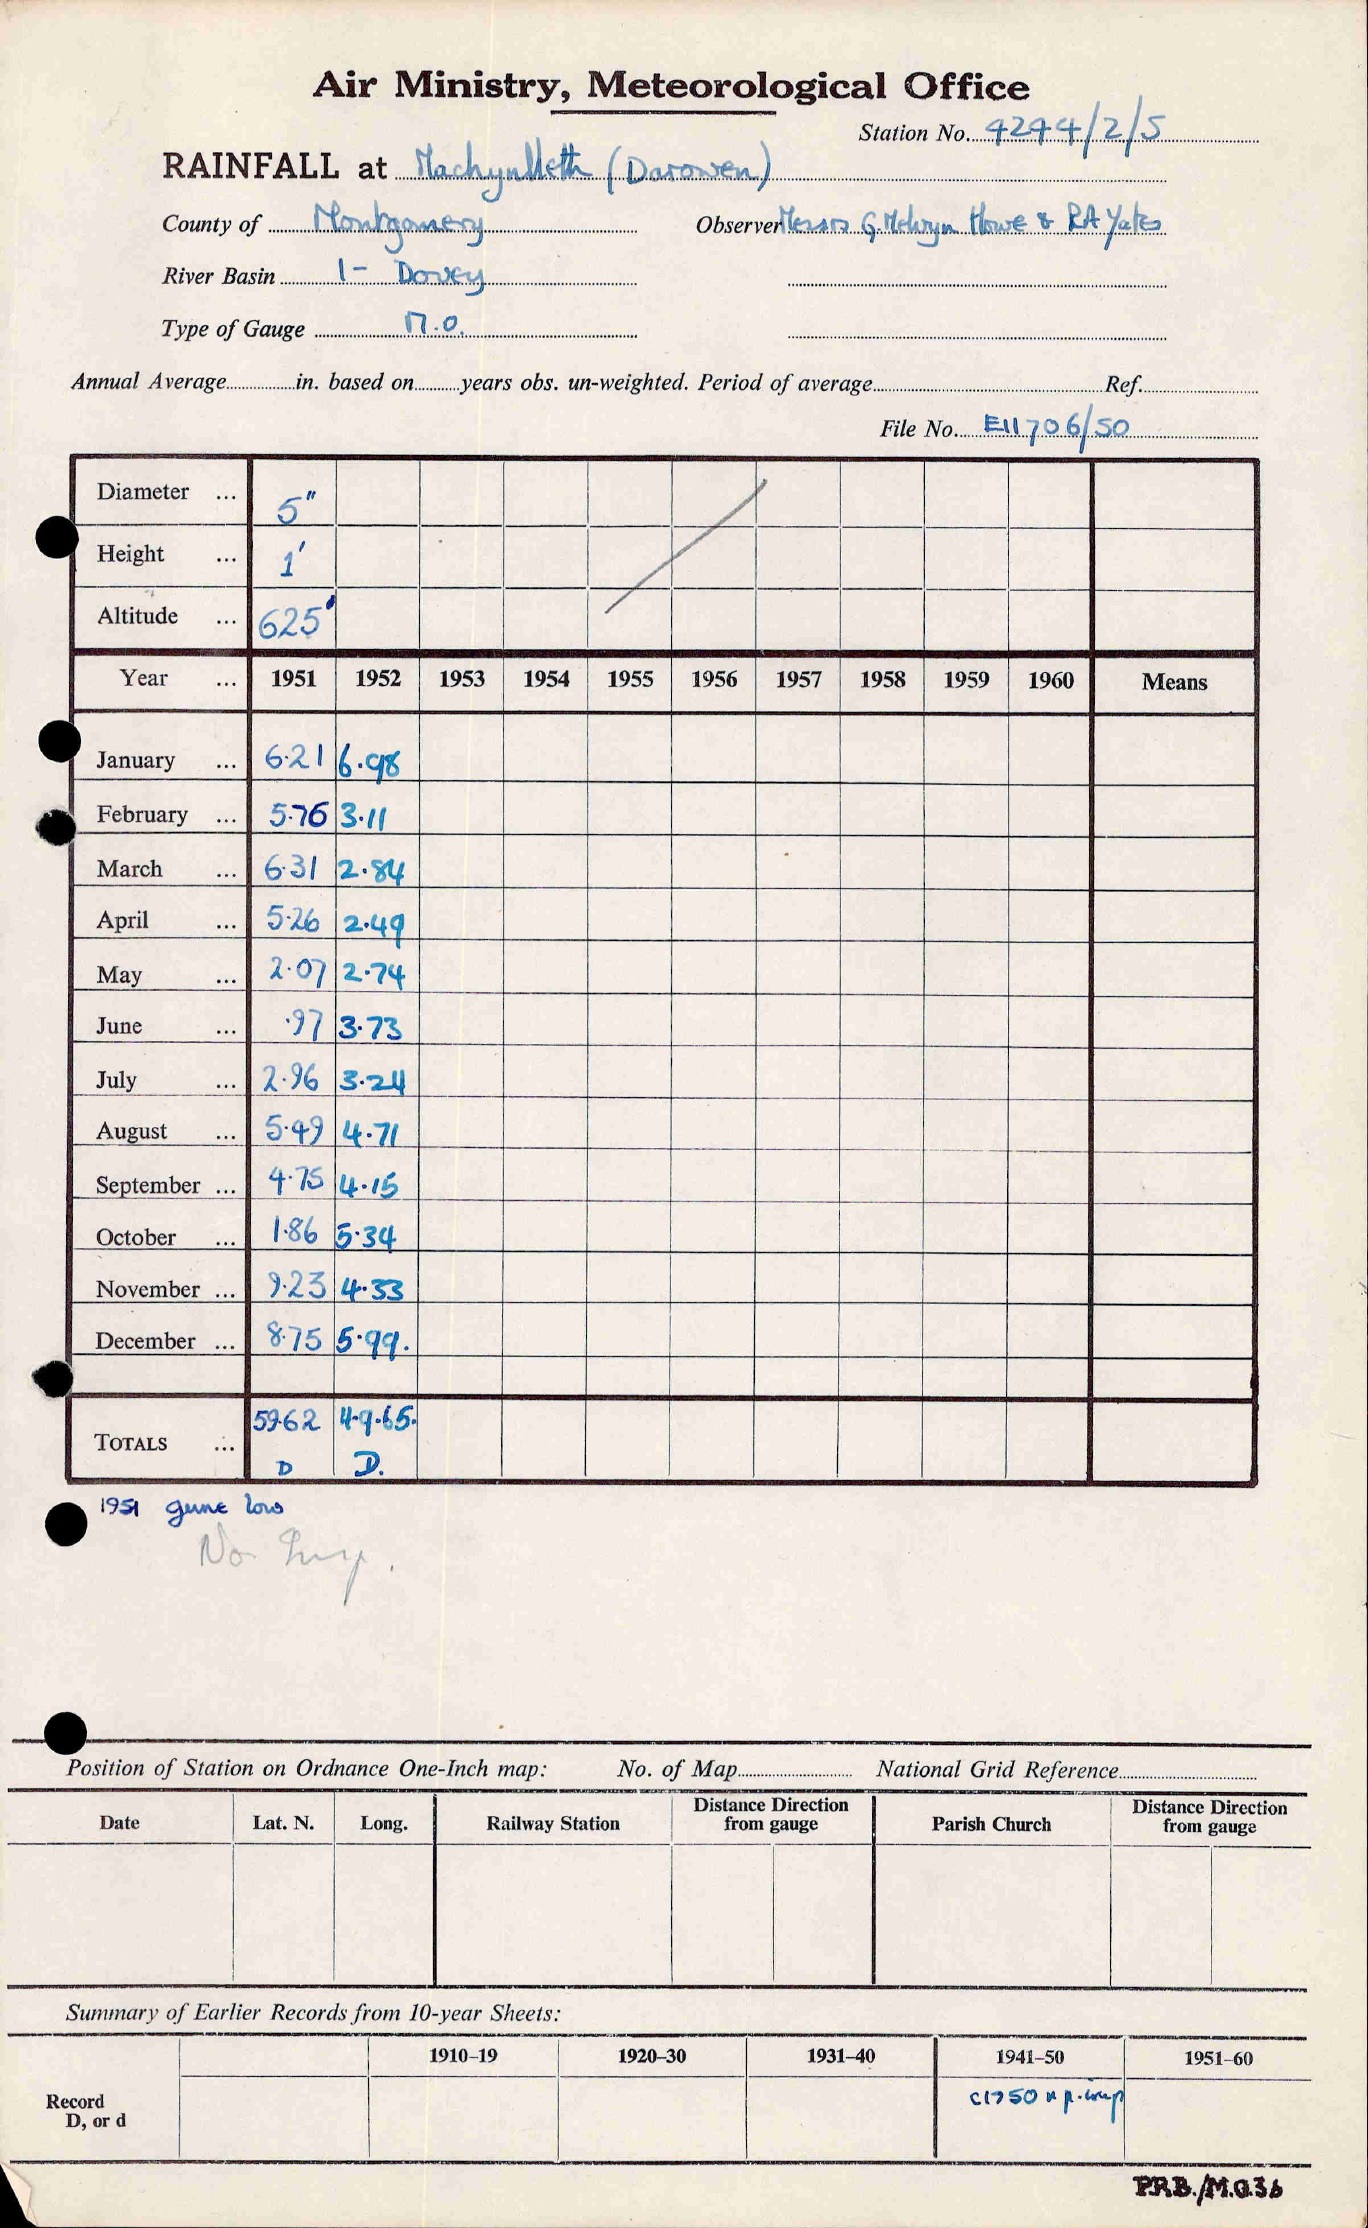 Air Ministry, Meteorological Office
Station No. 4244/2/5
RAINFALL at Machynlleth (Darowen)
County of Montgomery Observer Messrs G. Melvyn Howe & R A Yates
River Basin 1- Dovey
Type of Gauge M.O.
Annual Average in. based on years obs. un-weighted. Period of average Ref.
File No. E11706/50
Diameter ... 5"
Height ... 1'
Altitude ... 625'
Year ... 1951 1952 1953 1954 1955 1956 1957 1958 1959 1960 Means
January ... 6.21 6.98
February ... 5.76 3.11
March ... 6.31 2.84
April ... 5.26 2.49
May ... 2.07 2.74
June ... .97 3.73
July ... 2.96 3.24
August ... 5.49 4.71
September ... 4.75 4.15
October ... 1.86 5.34
November ... 9.23 4.33
December ... 8.75 5.99.
TOTALS ... 59.62 49.65.
D D.
1951 June low
No
Position of Station on Ordnance One-Inch map: No. of Map National Grid Reference
Date Lat. N. Long. Railway Station Distance Direction from gauge Parish Church Distance Direction from gauge
Summary of Earlier Records from 10-year Sheets:
1910–19 1920–30 1931–40 1941–50 1951–60
Record
D, or d
P.R.B./M.O.36